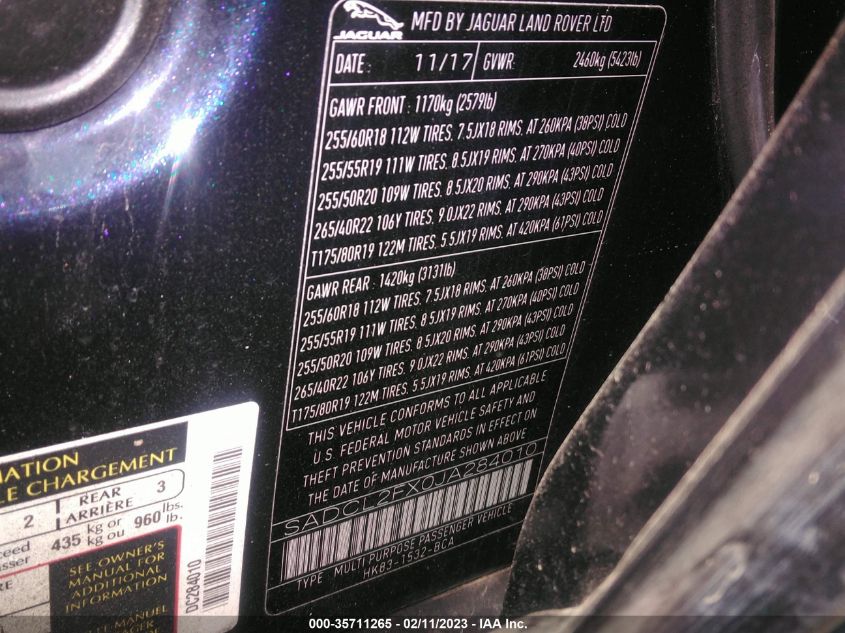 JAGUAR
MFD BY JAGUAR LAND ROVER LTD
DATE: 11/17 GVWR: 2460kg (5423lb)
GAWR FRONT: 1170kg (2579lb)
255/60R18 112W TIRES, 7.5JX18 RIMS, AT 260KPA (38PSI) COLD
255/55R19 111W TIRES, 8.5JX19 RIMS, AT 270KPA (40PSI) COLD
255/50R20 109W TIRES, 8.5JX20 RIMS, AT 290KPA (43PSI) COLD
265/40R22 106Y TIRES, 9.0JX22 RIMS, AT 290KPA (43PSI) COLD
T175/80R19 122M TIRES, 5.5JX19 RIMS, AT 420KPA (61PSI) COLD
GAWR REAR: 1420kg (3131lb)
255/60R18 112W TIRES, 7.5JX18 RIMS, AT 260KPA (38PSI) COLD
255/55R19 111W TIRES, 8.5JX19 RIMS, AT 270KPA (40PSI) COLD
255/50R20 109W TIRES, 8.5JX20 RIMS, AT 290KPA (43PSI) COLD
265/40R22 106Y TIRES, 9.0JX22 RIMS, AT 290KPA (43PSI) COLD
T175/80R19 122M TIRES, 5.5JX19 RIMS, AT 420KPA (61PSI) COLD
THIS VEHICLE CONFORMS TO ALL APPLICABLE
U.S. FEDERAL MOTOR VEHICLE SAFETY AND
THEFT PREVENTION STANDARDS IN EFFECT ON
THE DATE OF MANUFACTURE SHOWN ABOVE
SADCL2FX0JA284010
TYPE MULTI PURPOSE PASSENGER VEHICLE
HK83-1532-BCA
MATION
LE CHARGEMENT
2 REAR 3
ARRIÈRE
435 kg or 960 lbs.
kg ou lb.
SEE OWNER'S
MANUAL FOR
ADDITIONAL
INFORMATION
MANUEL
DC284010
000-35711265 - 02/11/2023 - IAA Inc.